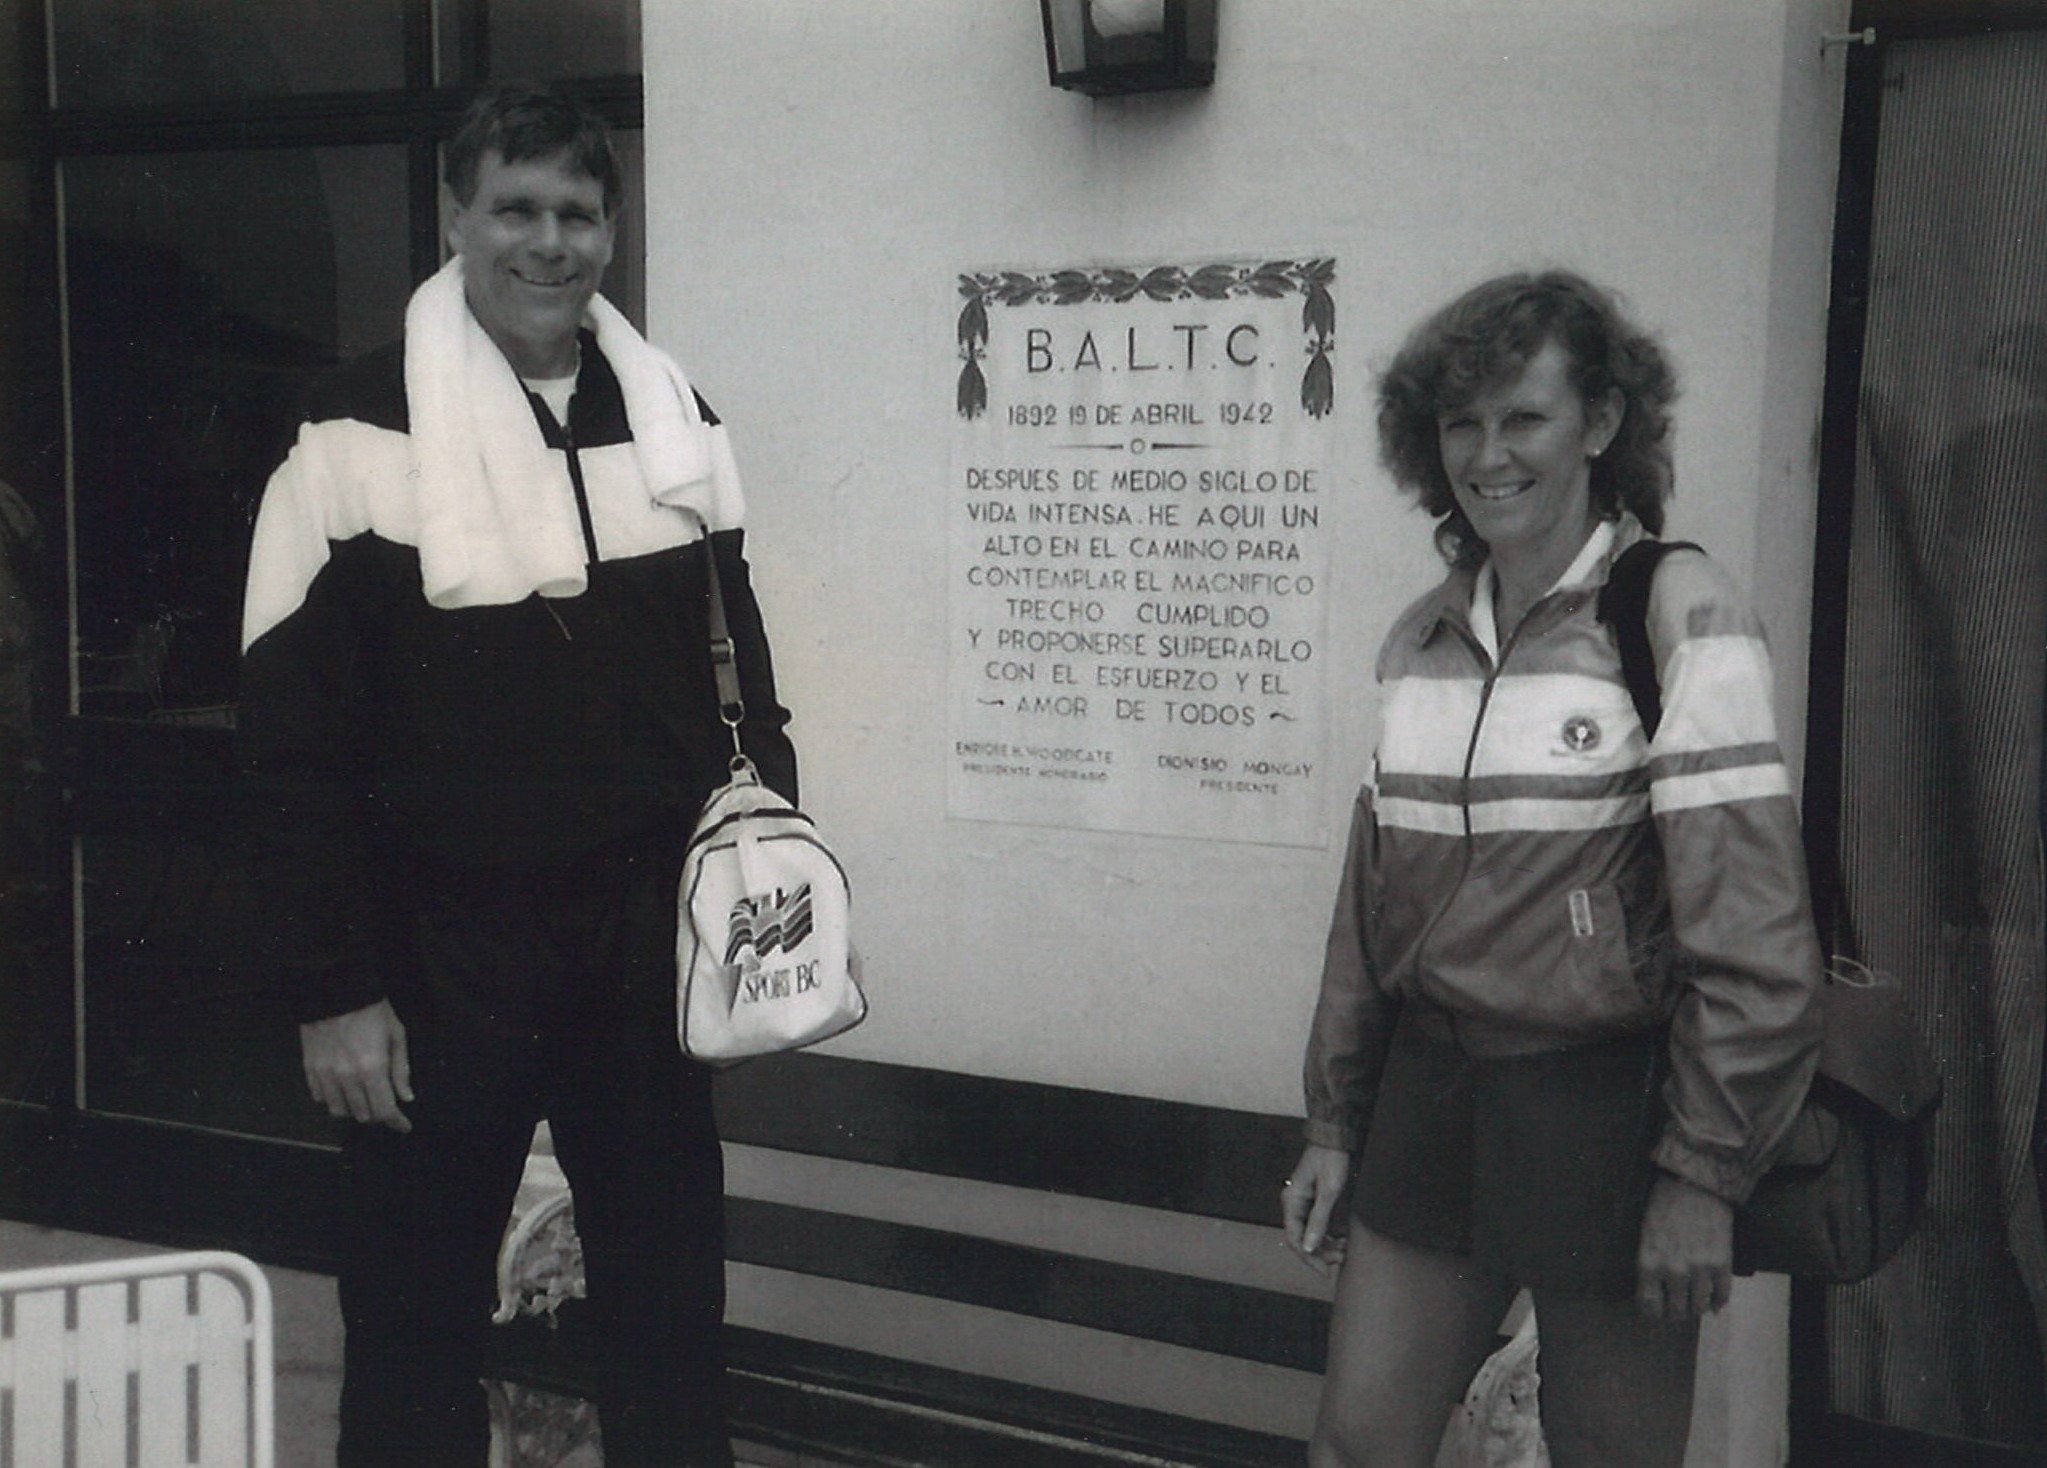 B.A.L.T.C.
1892 19 DE ABRIL 1942
DESPUES DE MEDIO SIGLO DE
VIDA INTENSA. HE AQUI UN
ALTO EN EL CAMINO PARA
CONTEMPLAR EL MAGNIFICO
TRECHO CUMPLIDO
Y PROPONERSE SUPERARLO
CON EL ESFUERZO Y EL
AMOR DE TODOS
ENRIQUE H. WOODGATE
PRESIDENTE HONORARIO
DIONISIO MONGAY
PRESIDENTE
SPORT BC